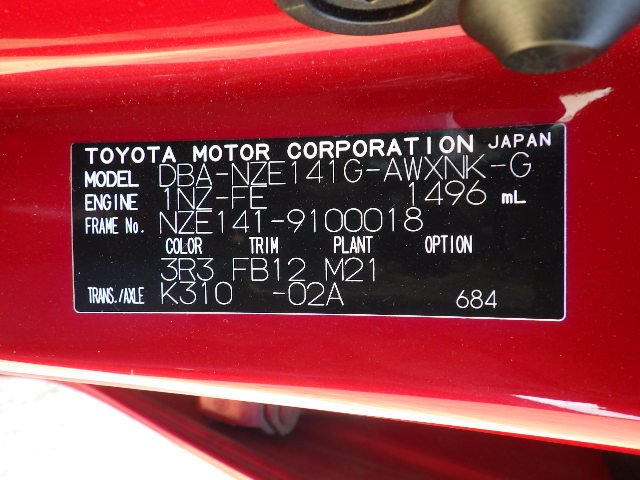 TOYOTA MOTOR CORPORATION JAPAN
MODEL DBA-NZE141G-AWXNK-G
ENGINE 1NZ-FE 1496 mL
FRAME No. NZE141-9100018
COLOR TRIM PLANT OPTION
3R3 FB12 M21
TRANS./AXLE K310 -02A 684